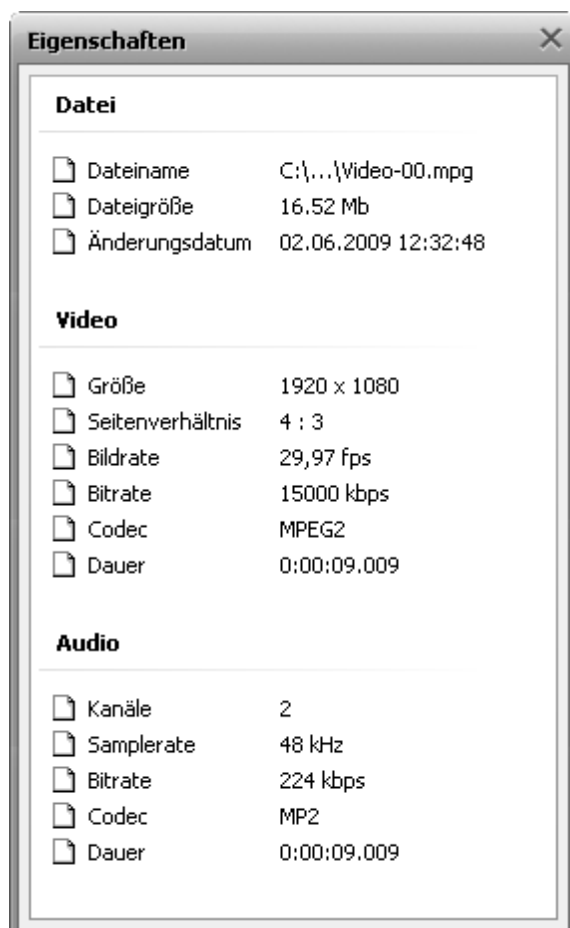 Eigenschaften
Datei
Dateiname C:\...\Video-00.mpg
Dateigröße 16.52 Mb
Änderungsdatum 02.06.2009 12:32:48
Video
Größe 1920 x 1080
Seitenverhältnis 4 : 3
Bildrate 29,97 fps
Bitrate 15000 kbps
Codec MPEG2
Dauer 0:00:09.009
Audio
Kanäle 2
Samplerate 48 kHz
Bitrate 224 kbps
Codec MP2
Dauer 0:00:09.009